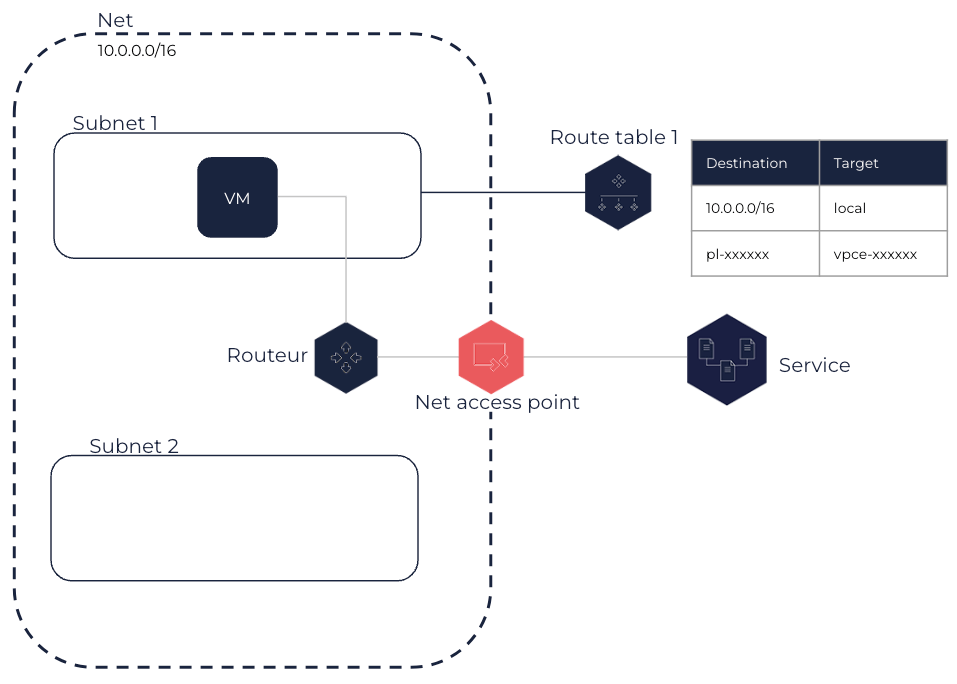 Net
10.0.0.0/16
Subnet 1
VM
Route table 1
Destination Target
10.0.0.0/16 local
pl-xxxxxx vpce-xxxxxx
Routeur
Net access point
Service
Subnet 2